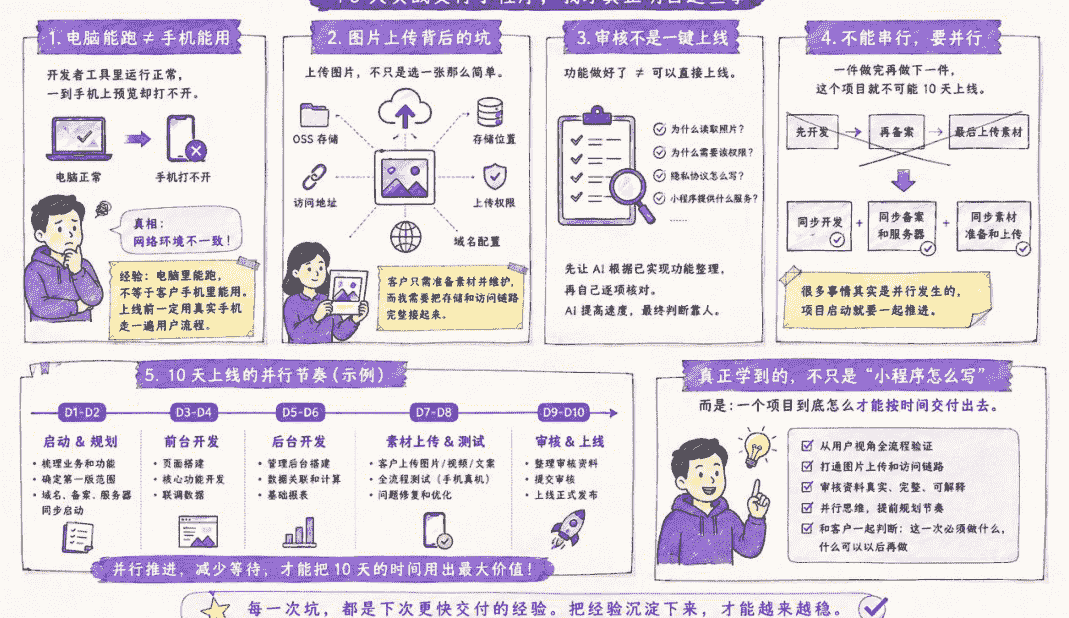 1. 电脑能跑 ≠ 手机能用
开发者工具里运行正常，
一到手机上预览却打不开。
电脑正常
手机打不开
真相：
网络环境不一致！
经验：电脑里能跑，
不等于客户手机里能用。
上线前一定用真实手机
走一遍用户流程。
2. 图片上传背后的坑
上传图片，不只是选一张那么简单。
OSS 存储
存储位置
访问地址
上传权限
域名配置
客户只需准备素材并维护，
而我需要把存储和访问链路
完整接起来。
3. 审核不是一键上线
功能做好了 ≠ 可以直接上线。
为什么读取照片？
为什么需要该权限？
隐私协议怎么写？
小程序提供什么服务？
......
先让 AI 根据已实现功能整理，
再自己逐项核对。
AI 提高速度，最终判断靠人。
4. 不能串行，要并行
一件做完再做下一件，
这个项目就不可能 10 天上线。
先开发
再备案
最后上传素材
同步开发
+
同步备案
和服务器
+
同步素材
准备和上传
很多事情其实是并行发生的，
项目启动就要一起推进。
5. 10 天上线的并行节奏（示例）
D1-D2
D3-D4
D5-D6
D7-D8
D9-D10
启动 & 规划
• 梳理业务和功能
• 确定第一版范围
• 域名、备案、服务器
同步启动
前台开发
• 页面搭建
• 核心功能开发
• 联调数据
后台开发
• 管理后台搭建
• 数据关联和计算
• 基础报表
素材上传 & 测试
• 客户上传图片/视频/文案
• 全流程测试（手机真机）
• 问题修复和优化
审核 & 上线
• 整理审核资料
• 提交审核
• 上线正式发布
并行推进，减少等待，才能把 10 天的时间用出最大价值！
真正学到的，不只是“小程序怎么写”
而是：一个项目到底怎么才能按时间交付出去。
从用户视角全流程验证
打通图片上传和访问链路
审核资料真实、完整、可解释
并行思维，提前规划节奏
和客户一起判断：这一次必须做什么，
什么可以以后再做
每一次坑，都是下次更快交付的经验。把经验沉淀下来，才能越来越稳。